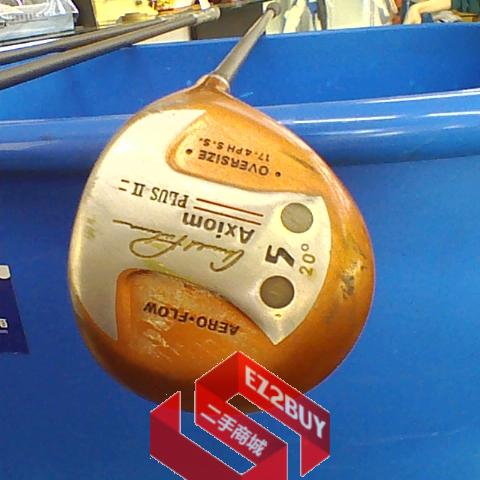 • OVERSIZE •
17.4PH S.S.
Axiom
PLUS II
5
20°
AERO•FLOW
EZ2BUY
二手商城